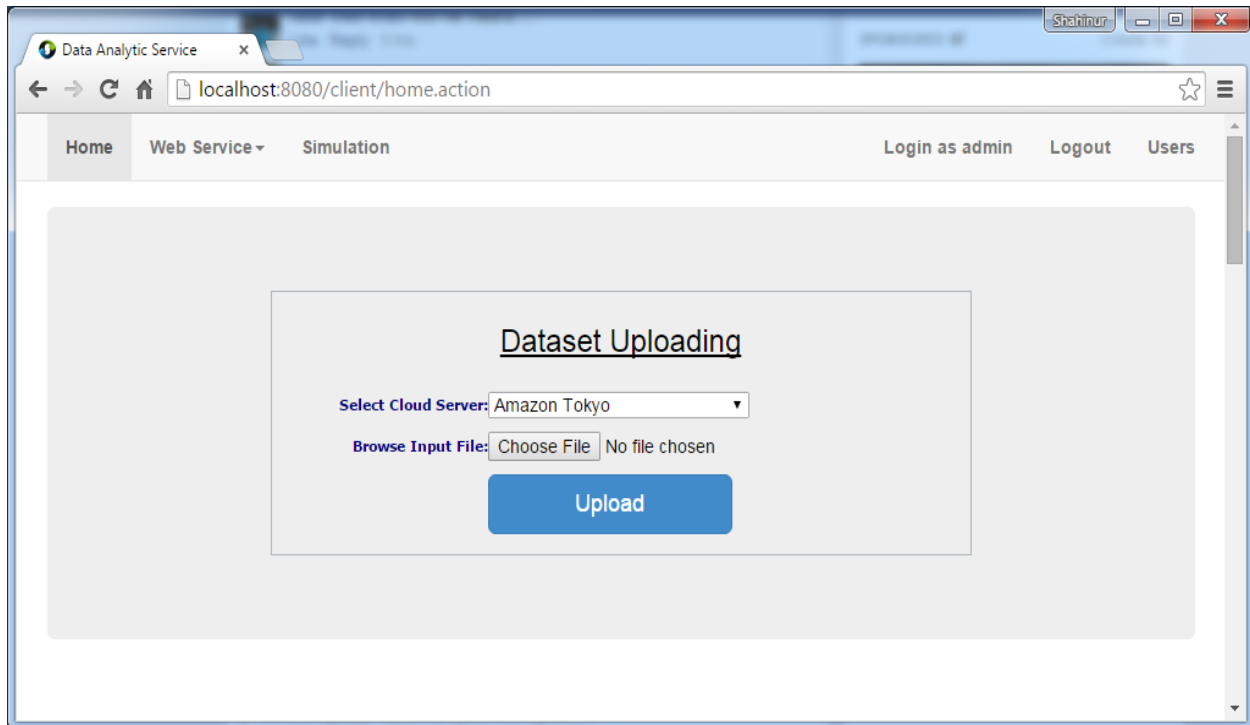 Shahinur
Data Analytic Service
localhost:8080/client/home.action
Home Web Service Simulation Login as admin Logout Users
Dataset Uploading
Select Cloud Server: Amazon Tokyo
Browse Input File: Choose File No file chosen
Upload